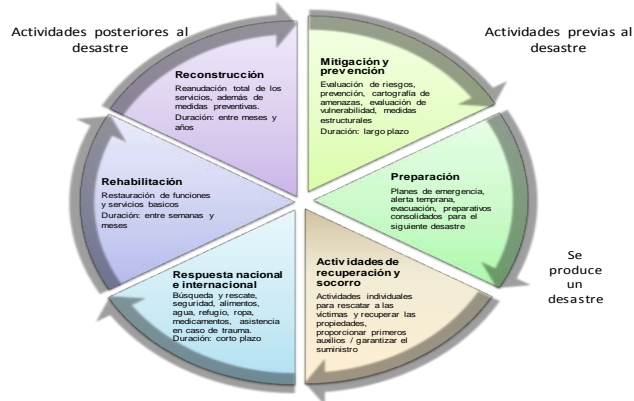 Actividades posteriores al
desastre
Actividades previas al
desastre
Reconstrucción
Reanudación total de los
servicios, además de
medidas preventivas.
Duración: entre meses y
años
Mitigación y
prevención
Evaluación de riesgos,
prevención, cartografía de
amenazas, evaluación de
vulnerabilidad, medidas
estructurales
Duración: largo plazo
Rehabilitación
Restauración de funciones
y servicios basicos
Duración: entre semanas y
meses
Preparación
Planes de emergencia,
alerta temprana,
evacuación, preparativos
consolidados para el
siguiente desastre
Respuesta nacional
e internacional
Búsqueda y rescate,
seguridad, alimentos,
agua, refugio, ropa,
medicamentos, asistencia
en caso de trauma.
Duración: corto plazo
Actividades de
recuperación y
socorro
Actividades individuales
para rescatar a las
víctimas y recuperar las
propiedades,
proporcionar primeros
auxilios / garantizar el
suministro
Se
produce
un
desastre